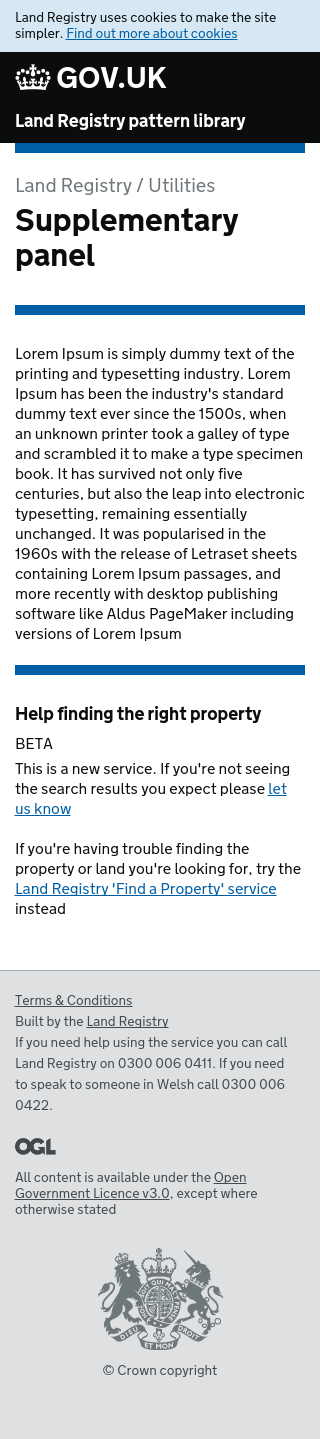 Land Registry uses cookies to make the site
simpler. Find out more about cookies
GOV.UK
Land Registry pattern library
Land Registry / Utilities
Supplementary
panel
Lorem Ipsum is simply dummy text of the
printing and typesetting industry. Lorem
Ipsum has been the industry's standard
dummy text ever since the 1500s, when
an unknown printer took a galley of type
and scrambled it to make a type specimen
book. It has survived not only five
centuries, but also the leap into electronic
typesetting, remaining essentially
unchanged. It was popularised in the
1960s with the release of Letraset sheets
containing Lorem Ipsum passages, and
more recently with desktop publishing
software like Aldus PageMaker including
versions of Lorem Ipsum
Help finding the right property
BETA
This is a new service. If you're not seeing
the search results you expect please let
us know
If you're having trouble finding the
property or land you're looking for, try the
Land Registry 'Find a Property' service
instead
Terms & Conditions
Built by the Land Registry
If you need help using the service you can call
Land Registry on 0300 006 0411. If you need
to speak to someone in Welsh call 0300 006
0422.
OGL
All content is available under the Open
Government Licence v3.0, except where
otherwise stated
DIEU ET MON DROIT
© Crown copyright